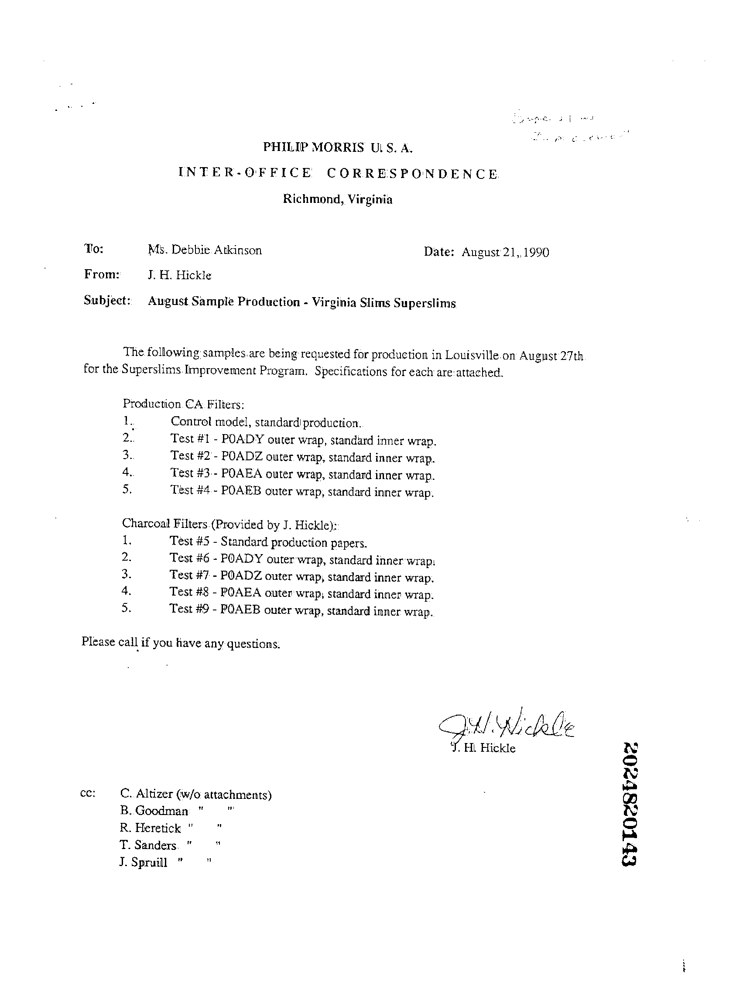 Superslims
Improvement
PHILIP MORRIS U. S. A.
INTER-OFFICE CORRESPONDENCE
Richmond, Virginia
To: Ms. Debbie Atkinson Date: August 21, 1990
From: J. H. Hickle
Subject: August Sample Production - Virginia Slims Superslims
The following samples are being requested for production in Louisville on August 27th
for the Superslims Improvement Program. Specifications for each are attached.
Production CA Filters:
1. Control model, standard production.
2. Test #1 - P0ADY outer wrap, standard inner wrap.
3. Test #2 - P0ADZ outer wrap, standard inner wrap.
4. Test #3 - P0AEA outer wrap, standard inner wrap.
5. Test #4 - P0AEB outer wrap, standard inner wrap.
Charcoal Filters (Provided by J. Hickle):
1. Test #5 - Standard production papers.
2. Test #6 - P0ADY outer wrap, standard inner wrap.
3. Test #7 - P0ADZ outer wrap, standard inner wrap.
4. Test #8 - P0AEA outer wrap, standard inner wrap.
5. Test #9 - P0AEB outer wrap, standard inner wrap.
Please call if you have any questions.
J.H. Hickle
J. H. Hickle
cc: C. Altizer (w/o attachments)
B. Goodman " "
R. Heretick " "
T. Sanders " "
J. Spruill " "
2024820143